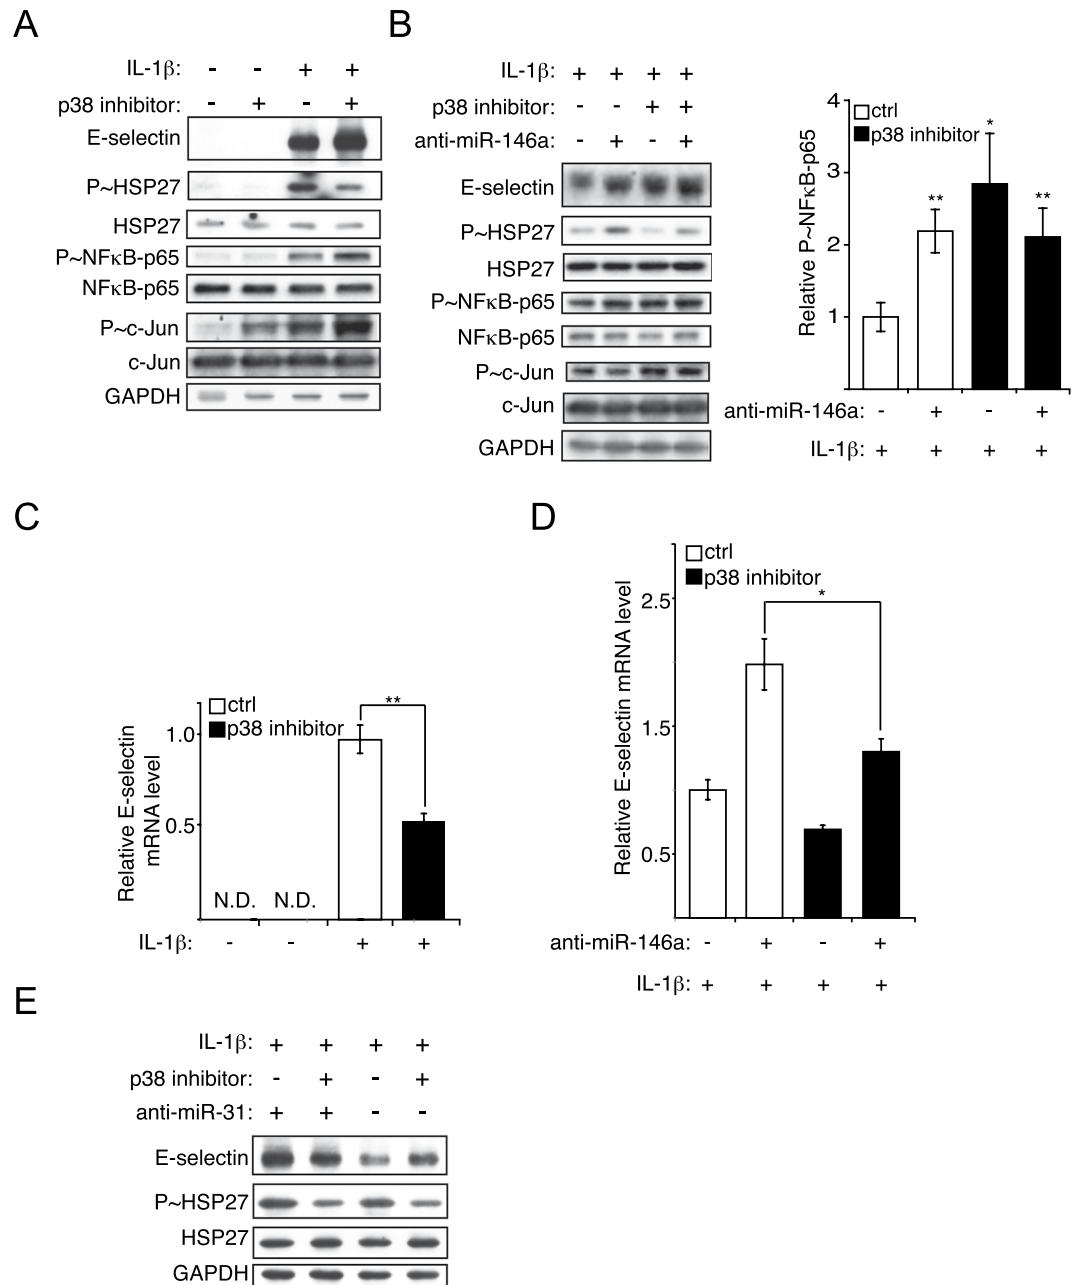 A
IL-1β: - - + +
p38 inhibitor: - + - +
E-selectin
P~HSP27
HSP27
P~NFκB-p65
NFκB-p65
P~c-Jun
c-Jun
GAPDH
B
IL-1β: + + + +
p38 inhibitor: - - + +
anti-miR-146a: - + - +
E-selectin
P~HSP27
HSP27
P~NFκB-p65
NFκB-p65
P~c-Jun
c-Jun
GAPDH
Relative P~NFκB-p65
4
3
2
1
ctrl
p38 inhibitor
** * **
anti-miR-146a: - + - +
IL-1β: + + + +
C
Relative E-selectin
mRNA level
1.0
0.5
ctrl
p38 inhibitor
**
N.D. N.D.
IL-1β: - - + +
D
Relative E-selectin mRNA level
2.5
1.5
0.5
ctrl
p38 inhibitor
*
anti-miR-146a: - + - +
IL-1β: + + + +
E
IL-1β: + + + +
p38 inhibitor: - + - +
anti-miR-31: + + - -
E-selectin
P~HSP27
HSP27
GAPDH